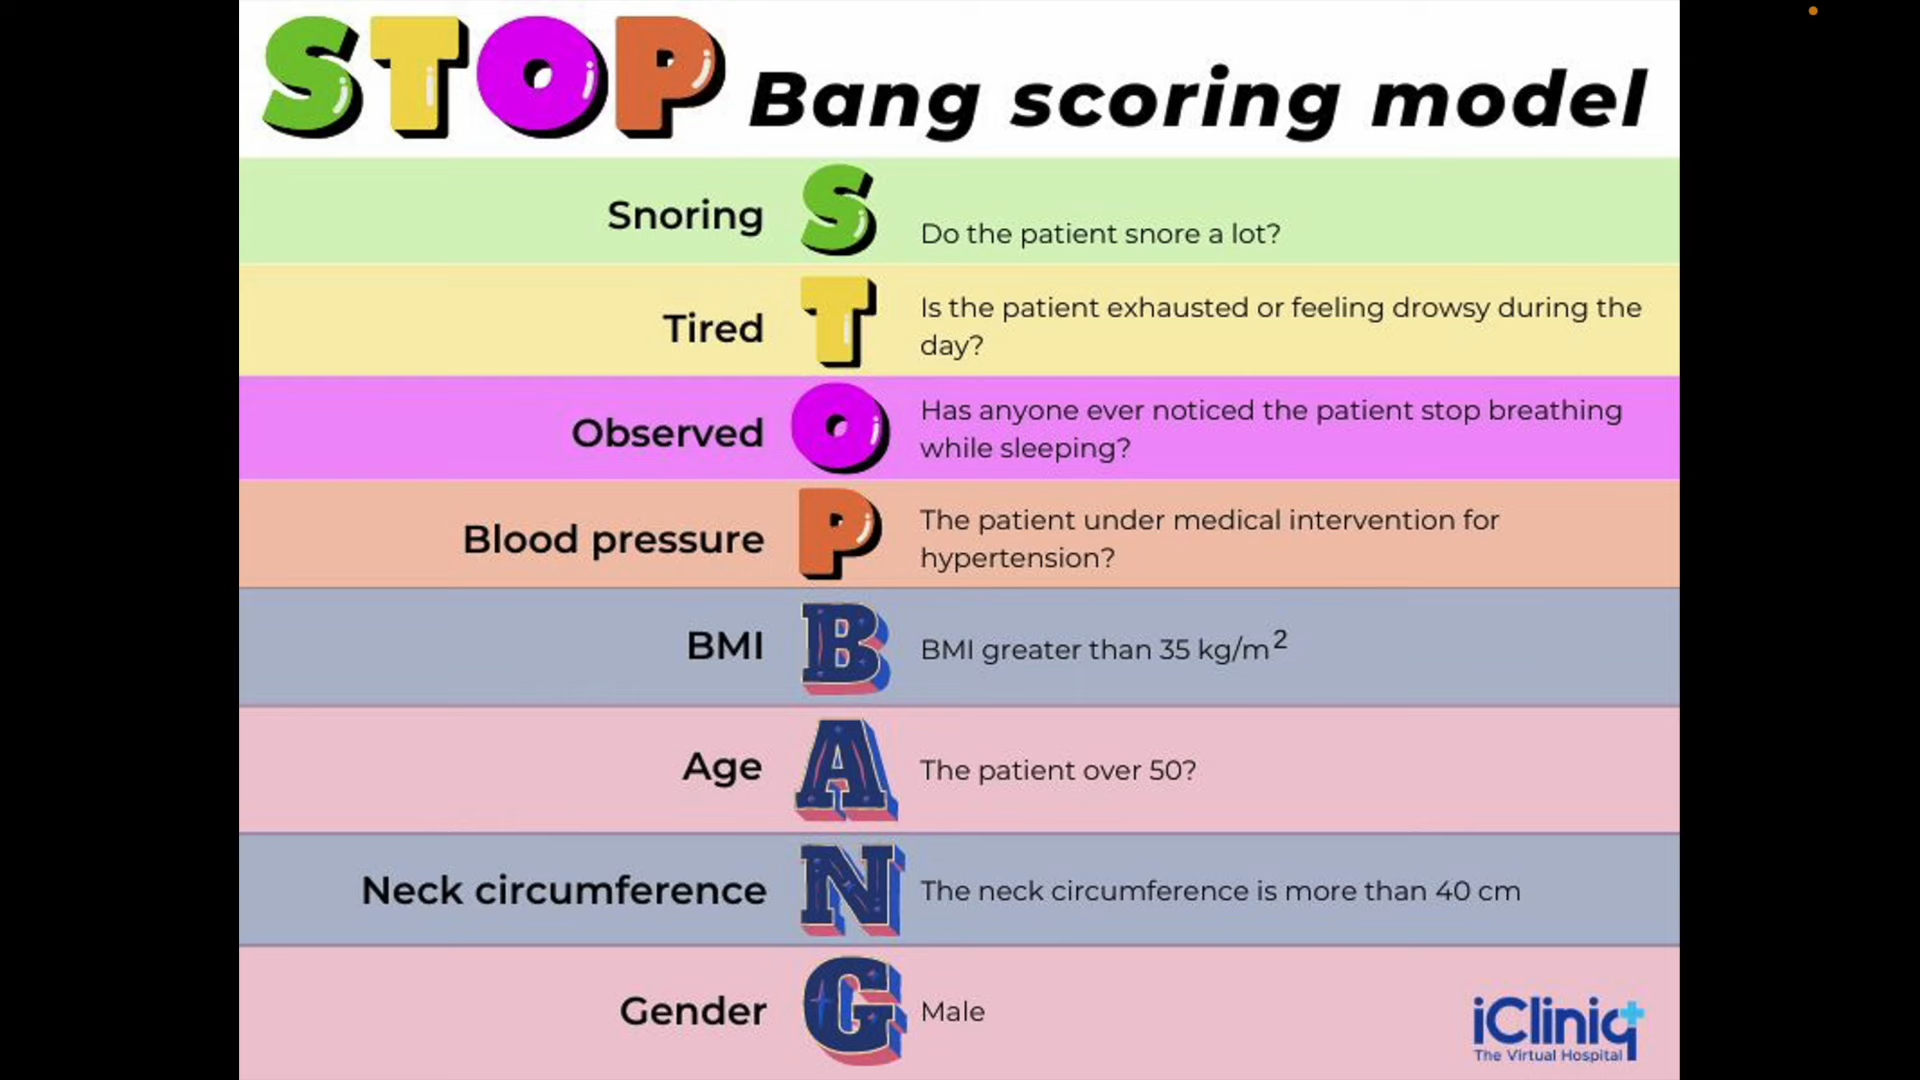 STOP Bang scoring model
Snoring S Do the patient snore a lot?
Tired T Is the patient exhausted or feeling drowsy during the
day?
Observed O Has anyone ever noticed the patient stop breathing
while sleeping?
Blood pressure P The patient under medical intervention for
hypertension?
BMI B BMI greater than 35 kg/m²
Age A The patient over 50?
Neck circumference N The neck circumference is more than 40 cm
Gender G Male
iCliniq
The Virtual Hospital